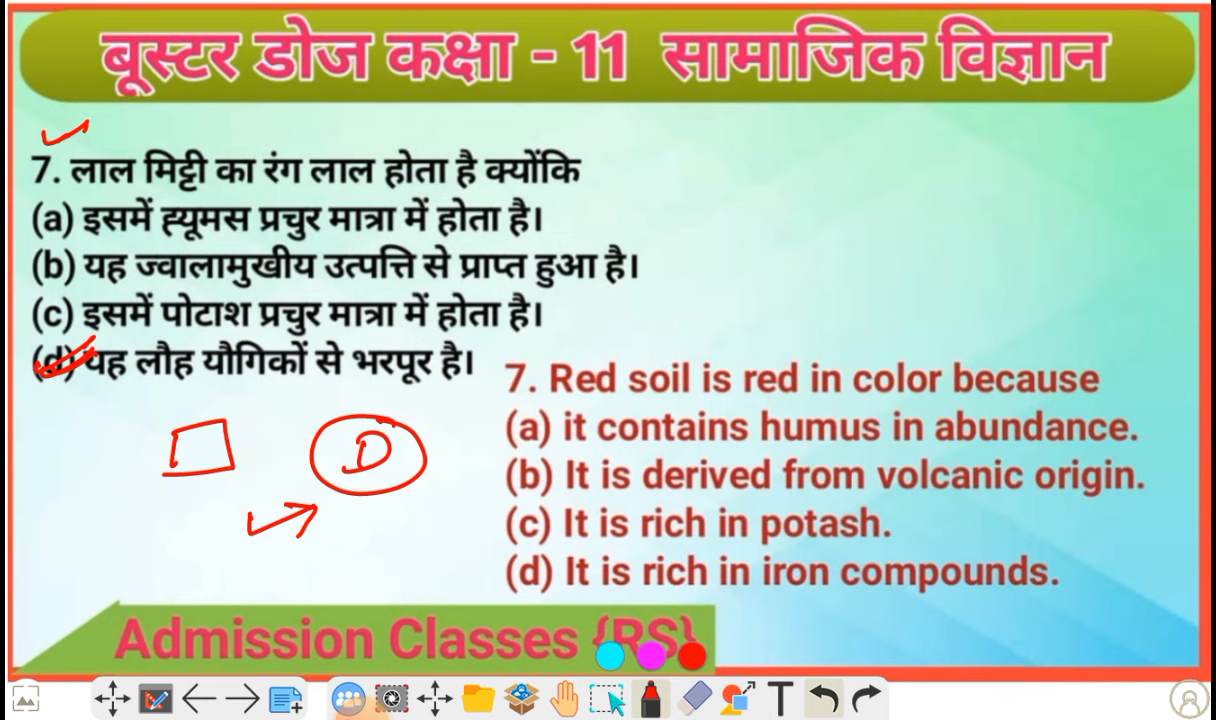 बूस्टर डोज कक्षा - 11 सामाजिक विज्ञान
7. लाल मिट्टी का रंग लाल होता है क्योंकि
(a) इसमें ह्यूमस प्रचुर मात्रा में होता है।
(b) यह ज्वालामुखीय उत्पत्ति से प्राप्त हुआ है।
(c) इसमें पोटाश प्रचुर मात्रा में होता है।
(d) यह लौह यौगिकों से भरपूर है।
D
7. Red soil is red in color because
(a) it contains humus in abundance.
(b) It is derived from volcanic origin.
(c) It is rich in potash.
(d) It is rich in iron compounds.
Admission Classes {RS}
T